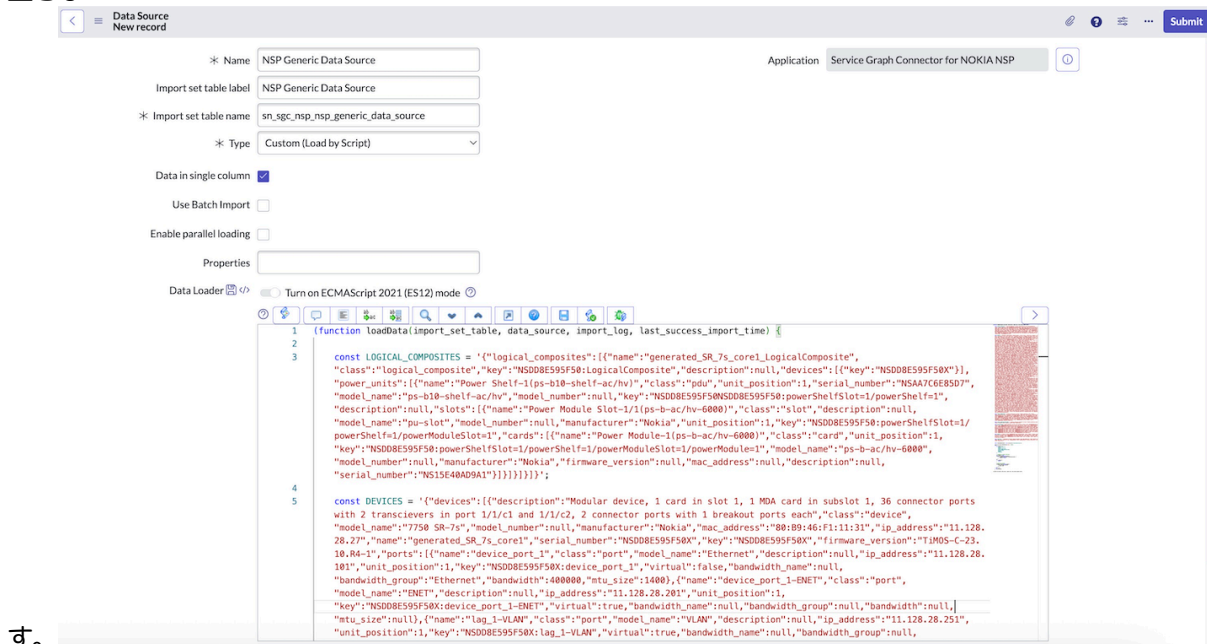 Data Source
New record
Submit
* Name NSP Generic Data Source
Application Service Graph Connector for NOKIA NSP
Import set table label NSP Generic Data Source
* Import set table name sn_sgc_nsp_nsp_generic_data_source
* Type Custom (Load by Script)
Data in single column
Use Batch Import
Enable parallel loading
Properties
Data Loader Turn on ECMAScript 2021 (ES12) mode
1 (function loadData(import_set_table, data_source, import_log, last_success_import_time) {
2
3 const LOGICAL_COMPOSITES = '{"logical_composites":[{"name":"generated_SR_7s_core1_LogicalComposite",
"class":"logical_composite","key":"NSDD8E595F50:LogicalComposite","description":null,"devices":[{"key":"NSDD8E595F50X"}],
"power_units":[{"name":"Power Shelf-1(ps-b10-shelf-ac/hv)","class":"pdu","unit_position":1,"serial_number":"NSAA7C6E85D7",
"model_name":"ps-b10-shelf-ac/hv","model_number":null,"key":"NSDD8E595F50NSDD8E595F50:powerShelfSlot=1/powerShelf=1",
"description":null,"slots":[{"name":"Power Module Slot-1/1(ps-b-ac/hv-6000)","class":"slot","description":null,
"model_name":"pu-slot","model_number":null,"manufacturer":"Nokia","unit_position":1,"key":"NSDD8E595F50:powerShelfSlot=1/
powerShelf=1/powerModuleSlot=1","cards":[{"name":"Power Module-1(ps-b-ac/hv-6000)","class":"card","unit_position":1,
"key":"NSDD8E595F50:powerShelfSlot=1/powerShelf=1/powerModuleSlot=1/powerModule=1","model_name":"ps-b-ac/hv-6000",
"model_number":null,"manufacturer":"Nokia","firmware_version":null,"mac_address":null,"description":null,
"serial_number":"NS15E40AD9A1"}]}]}]}]}';
4
5 const DEVICES = '{"devices":[{"description":"Modular device, 1 card in slot 1, 1 MDA card in subslot 1, 36 connector ports
with 2 transcievers in port 1/1/c1 and 1/1/c2, 2 connector ports with 1 breakout ports each","class":"device",
"model_name":"7750 SR-7s","model_number":null,"manufacturer":"Nokia","mac_address":"80:B9:46:F1:11:31","ip_address":"11.128.
28.27","name":"generated_SR_7s_core1","serial_number":"NSDD8E595F50X","key":"NSDD8E595F50X","firmware_version":"TiMOS-C-23.
10.R4-1","ports":[{"name":"device_port_1","class":"port","model_name":"Ethernet","description":null,"ip_address":"11.128.28.
101","unit_position":1,"key":"NSDD8E595F50X:device_port_1","virtual":false,"bandwidth_name":null,
"bandwidth_group":"Ethernet","bandwidth":400000,"mtu_size":1400},{"name":"device_port_1-ENET","class":"port",
"model_name":"ENET","description":null,"ip_address":"11.128.28.201","unit_position":1,
"key":"NSDD8E595F50X:device_port_1-ENET","virtual":true,"bandwidth_name":null,"bandwidth_group":null,"bandwidth":null,
"mtu_size":null},{"name":"lag_1-VLAN","class":"port","model_name":"VLAN","description":null,"ip_address":"11.128.28.251",
"unit_position":1,"key":"NSDD8E595F50X:lag_1-VLAN","virtual":true,"bandwidth_name":null,"bandwidth_group":null,
す。